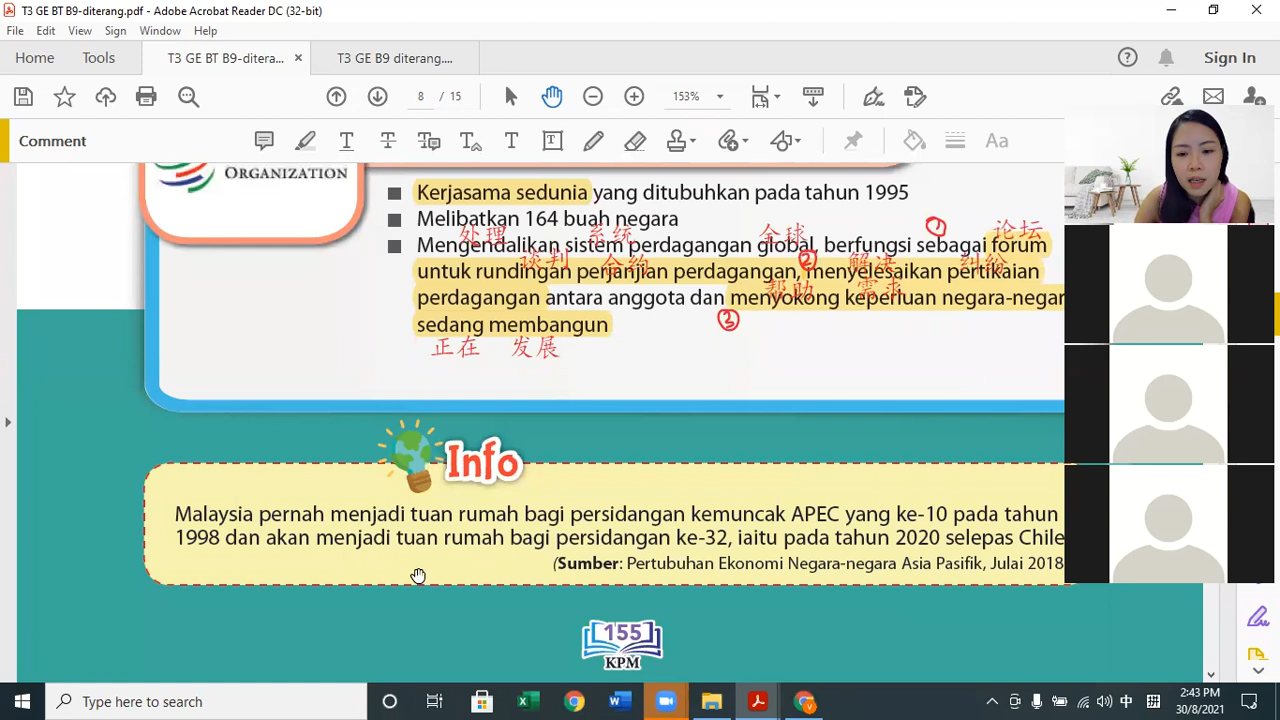 T3 GE BT B9-diterang.pdf - Adobe Acrobat Reader DC (32-bit)
File Edit View Sign Window Help
Home Tools T3 GE BT B9-ditera... × T3 GE B9 diterang.... Sign In
8 / 15 153%
Comment
ORGANIZATION
Kerjasama sedunia yang ditubuhkan pada tahun 1995
Melibatkan 164 buah negara
处理 系统 全球 ① 论坛
Mengendalikan sistem perdagangan global, berfungsi sebagai forum
谈判 合约 ② 解决 纠纷
untuk rundingan perjanjian perdagangan, menyelesaikan pertikaian
帮助 需求
perdagangan antara anggota dan menyokong keperluan negara-negar
sedang membangun ③
正在 发展
Info
Malaysia pernah menjadi tuan rumah bagi persidangan kemuncak APEC yang ke-10 pada tahun
1998 dan akan menjadi tuan rumah bagi persidangan ke-32, iaitu pada tahun 2020 selepas Chile
(Sumber: Pertubuhan Ekonomi Negara-negara Asia Pasifik, Julai 2018
155
KPM
Type here to search
中 拼 2:43 PM
30/8/2021